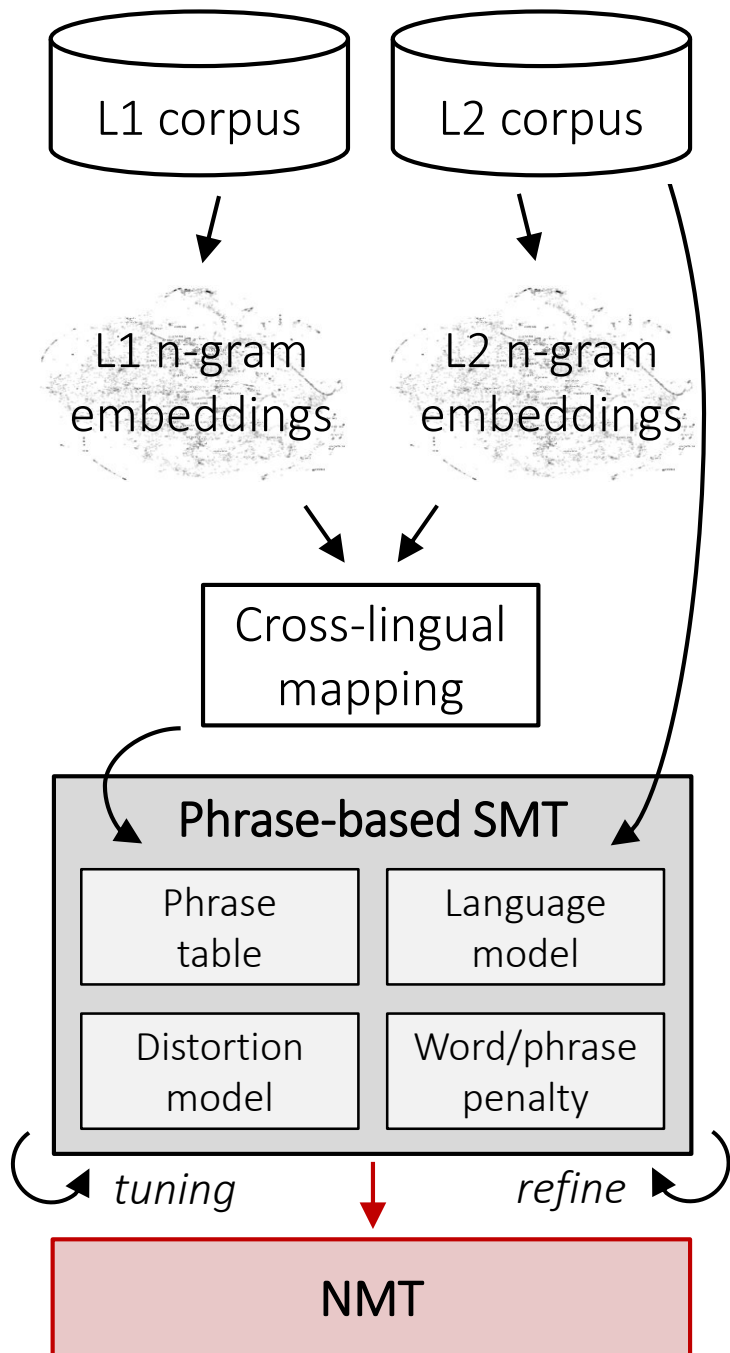 L1 corpus
L2 corpus
L1 n-gram
embeddings
L2 n-gram
embeddings
Cross-lingual
mapping
Phrase-based SMT
Phrase
table
Language
model
Distortion
model
Word/phrase
penalty
tuning
refine
NMT